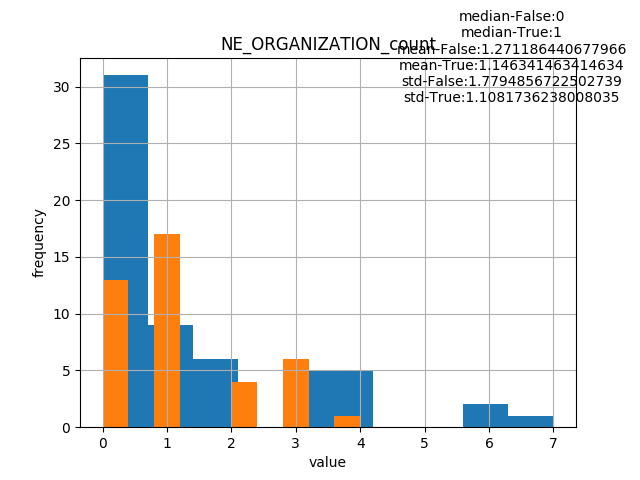 median-False:0
median-True:1
NE_ORGANIZATION_count
mean-False:1.271186440677966
mean-True:1.146341463414634
std-False:1.7794856722502739
std-True:1.1081736238008035
30
25
20
15
10
5
0
frequency
0 1 2 3 4 5 6 7
value